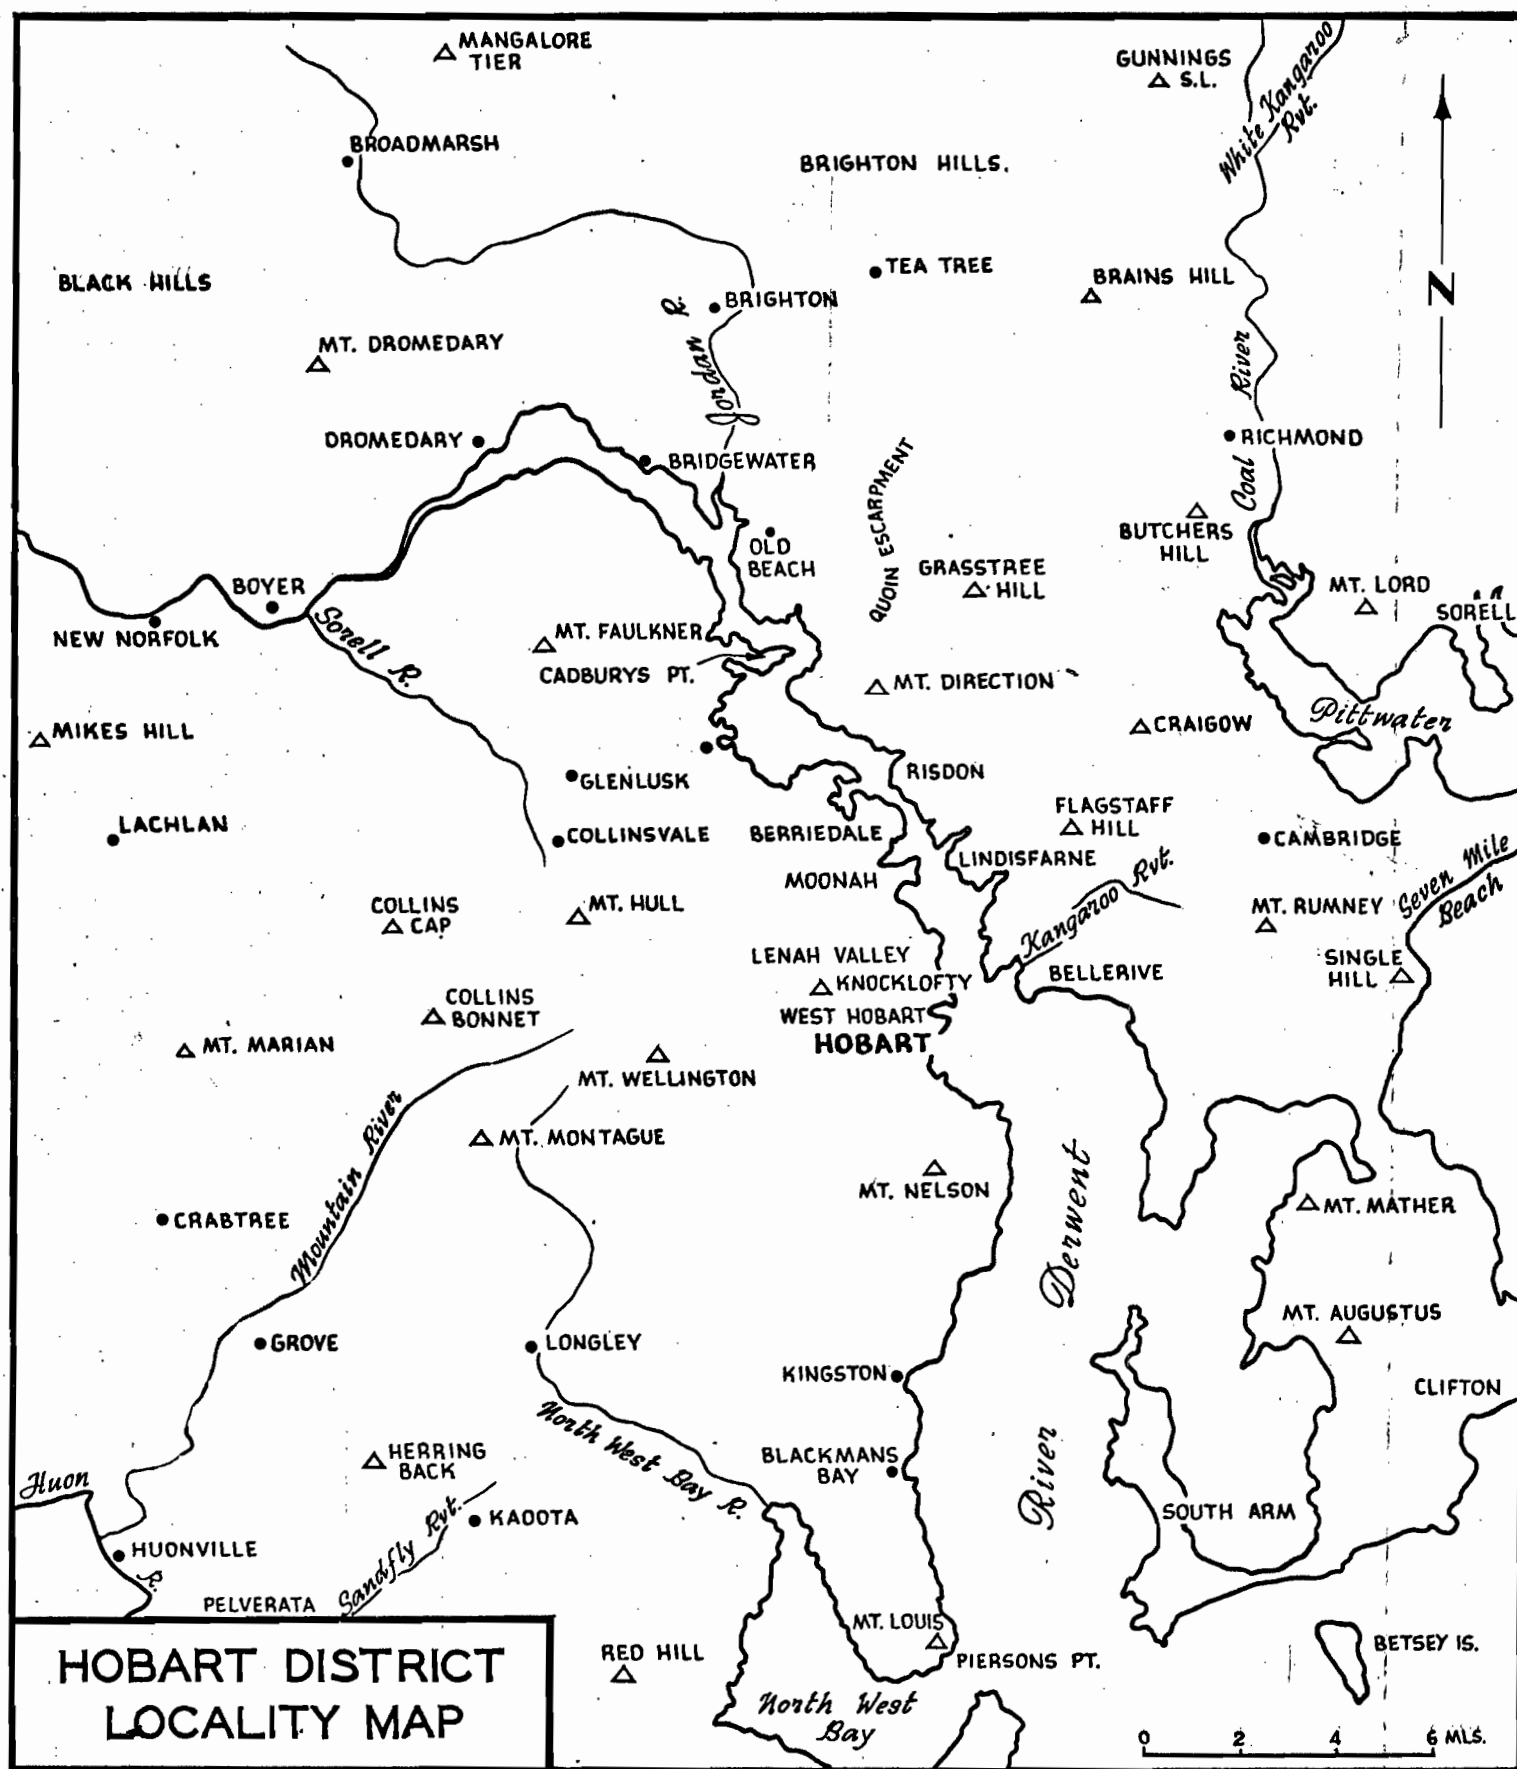 MANGALORE
TIER
GUNNINGS
S.L.
White Kangaroo
Rvt.
BROADMARSH
BRIGHTON HILLS.
TEA TREE
BLACK HILLS
BRAINS HILL
N
BRIGHTON
Jordan R.
MT. DROMEDARY
Coal River
DROMEDARY
BRIDGEWATER
RICHMOND
QUOIN ESCARPMENT
BUTCHERS
HILL
OLD
BEACH
GRASSTREE
HILL
MT. LORD
SORELL
BOYER
NEW NORFOLK
Sorell R.
MT. FAULKNER
CADBURYS PT.
MT. DIRECTION
Pittwater
MIKES HILL
CRAIGOW
GLENLUSK
RISDON
FLAGSTAFF
HILL
LACHLAN
COLLINSVALE
BERRIEDALE
CAMBRIDGE
LINDISFARNE
Seven Mile
Beach
MOONAH
Kangaroo Rvt.
COLLINS
CAP
MT. HULL
MT. RUMNEY
LENAH VALLEY
KNOCKLOFTY
BELLERIVE
SINGLE
HILL
COLLINS
BONNET
WEST HOBART
HOBART
MT. MARIAN
MT. WELLINGTON
Mountain River
MT. MONTAGUE
MT. NELSON
River Derwent
MT. MATHER
CRABTREE
GROVE
LONGLEY
MT. AUGUSTUS
KINGSTON
CLIFTON
North West Bay R.
HERRING
BACK
BLACKMANS
BAY
Huon R.
SOUTH ARM
KAOOTA
HUONVILLE
Sandfly Rvt.
PELVERATA
MT. LOUIS
RED HILL
PIERSONS PT.
BETSEY IS.
North West
Bay
HOBART DISTRICT
LOCALITY MAP
0 2 4 6 MLS.